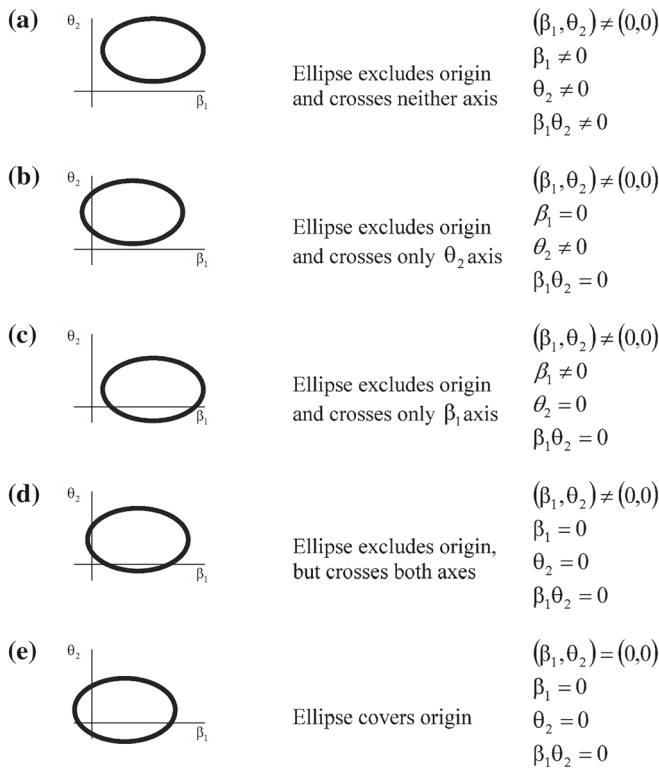 (a)
θ₂
β₁
Ellipse excludes origin
and crosses neither axis
(β₁,θ₂)≠(0,0)
β₁≠0
θ₂≠0
β₁θ₂≠0
(b)
θ₂
β₁
Ellipse excludes origin
and crosses only θ₂ axis
(β₁,θ₂)≠(0,0)
β₁=0
θ₂≠0
β₁θ₂=0
(c)
θ₂
β₁
Ellipse excludes origin
and crosses only β₁ axis
(β₁,θ₂)≠(0,0)
β₁≠0
θ₂=0
β₁θ₂=0
(d)
θ₂
β₁
Ellipse excludes origin,
but crosses both axes
(β₁,θ₂)≠(0,0)
β₁=0
θ₂=0
β₁θ₂=0
(e)
θ₂
β₁
Ellipse covers origin
(β₁,θ₂)=(0,0)
β₁=0
θ₂=0
β₁θ₂=0